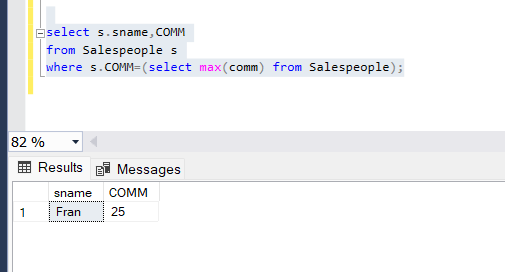 select s.sname,COMM
from Salespeople s
where s.COMM=(select max(comm) from Salespeople);
82 %
Results Messages
sname COMM
1 Fran 25